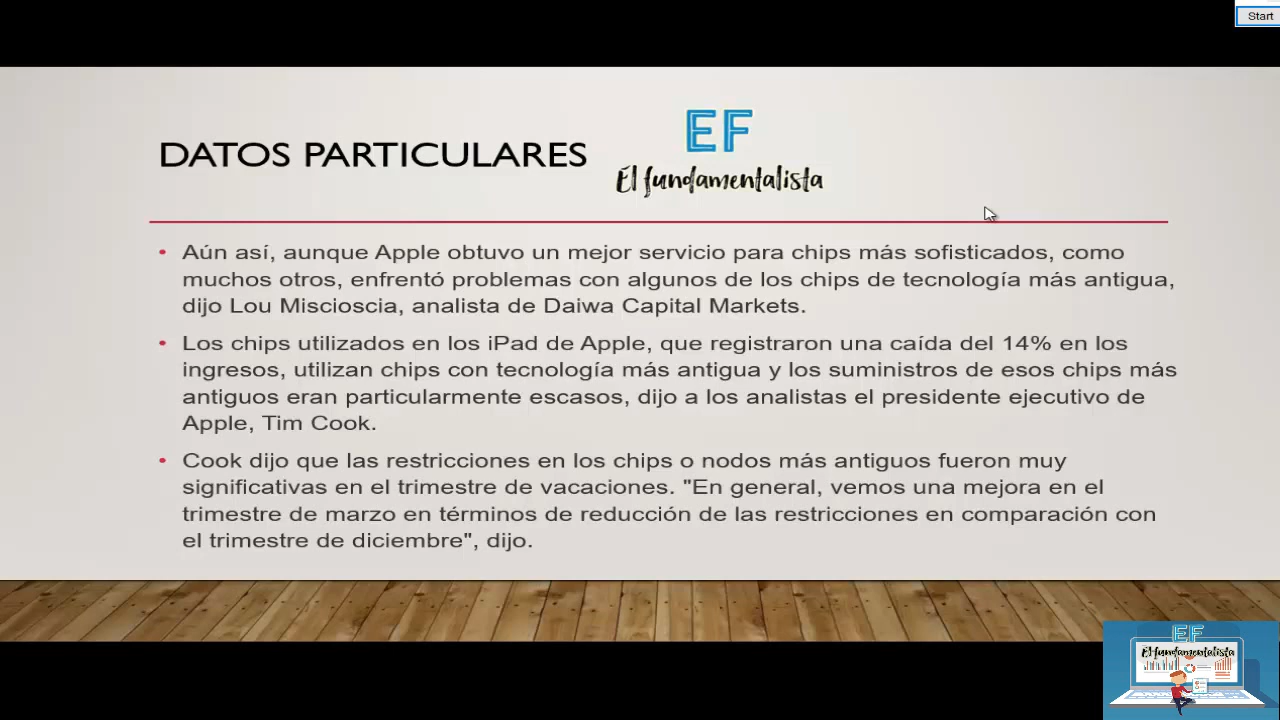 Start
DATOS PARTICULARES
EF
El fundamentalista
• Aún así, aunque Apple obtuvo un mejor servicio para chips más sofisticados, como
muchos otros, enfrentó problemas con algunos de los chips de tecnología más antigua,
dijo Lou Miscioscia, analista de Daiwa Capital Markets.
• Los chips utilizados en los iPad de Apple, que registraron una caída del 14% en los
ingresos, utilizan chips con tecnología más antigua y los suministros de esos chips más
antiguos eran particularmente escasos, dijo a los analistas el presidente ejecutivo de
Apple, Tim Cook.
• Cook dijo que las restricciones en los chips o nodos más antiguos fueron muy
significativas en el trimestre de vacaciones. "En general, vemos una mejora en el
trimestre de marzo en términos de reducción de las restricciones en comparación con
el trimestre de diciembre", dijo.
EF
El fundamentalista